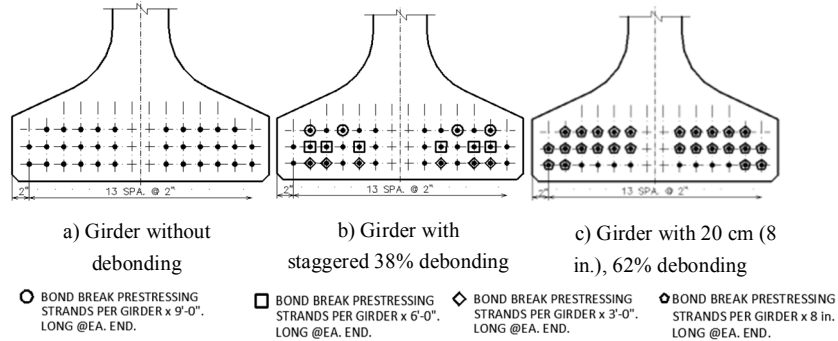 2"
13 SPA. @ 2"
2"
13 SPA. @ 2"
2"
13 SPA. @ 2"
a) Girder without
debonding
b) Girder with
staggered 38% debonding
c) Girder with 20 cm (8
in.), 62% debonding
BOND BREAK PRESTRESSING
STRANDS PER GIRDER x 9'-0".
LONG @EA. END.
BOND BREAK PRESTRESSING
STRANDS PER GIRDER x 6'-0".
LONG @EA. END.
BOND BREAK PRESTRESSING
STRANDS PER GIRDER x 3'-0".
LONG @EA. END.
BOND BREAK PRESTRESSING
STRANDS PER GIRDER x 8 in.
LONG @EA. END.